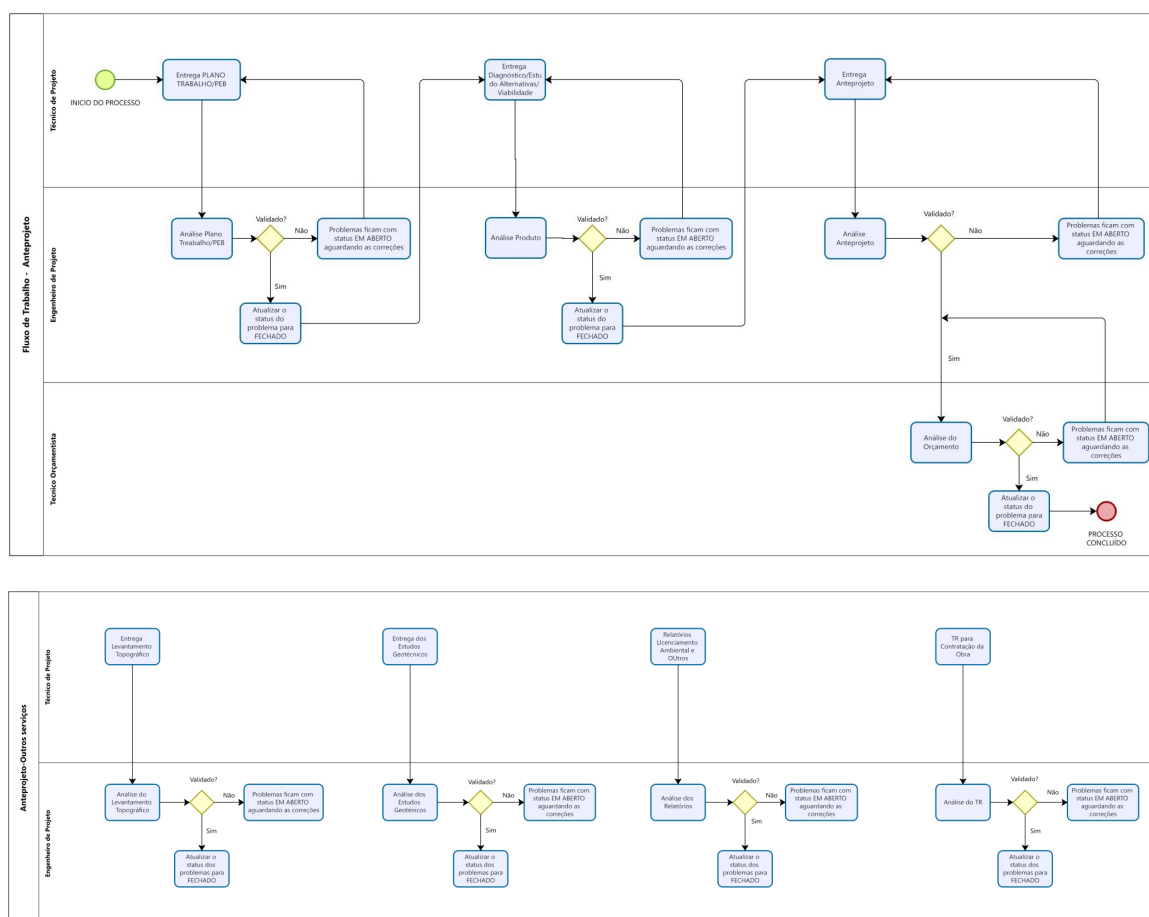 Fluxo de Trabalho - Anteprojeto
Técnico de Projeto
INICIO DO PROCESSO
Entrega PLANO
TRABALHO/PEB
Entrega
Diagnóstico/Estu
do Alternativas/
Viabilidade
Entrega
Anteprojeto
Engenheiro de Projeto
Análise Plano
Treabalho/PEB
Validado?
Não
Problemas ficam com
status EM ABERTO
aguardando as correções
Sim
Atualizar o
status do
problema para
FECHADO
Análise Produto
Validado?
Não
Problemas ficam com
status EM ABERTO
aguardando as
correções
Sim
Atualizar o
status do
problema para
FECHADO
Análise
Anteprojeto
Validado?
Não
Problemas ficam com
status EM ABERTO
aguardando as
correções
Sim
Tecnico Orçamentista
Análise do
Orçamento
Validado?
Não
Problemas ficam com
status EM ABERTO
aguardando as
correções
Sim
Atualizar o
status do
problema para
FECHADO
PROCESSO
CONCLUÍDO
Anteprojeto-Outros serviços
Técnico de Projeto
Entrega
Levantamento
Topográfico
Entrega dos
Estudos
Geotécnicos
Relatórios
Licenciamento
Ambiental e
OUtros
TR para
Contratação da
Obra
Engenheiro de Projeto
Análise do
Levantamento
Topográfico
Validado?
Não
Problemas ficam com
status EM ABERTO
aguardando as correções
Sim
Atualizar o
status dos
problemas para
FECHADO
Análise dos
Estudos
Geoténicos
Validado?
Não
Problemas ficam com
status EM ABERTO
aguardando as
correções
Sim
Atualizar o
status dos
problemas para
FECHADO
Análise dos
Relatórios
Validado?
Não
Problemas ficam com
status EM ABERTO
aguardando as
correções
Sim
Atualizar o
status dos
problemas para
FECHADO
Análise do TR
Validado?
Não
Problemas ficam com
status EM ABERTO
aguardando as
correções
Sim
Atualizar o
status dos
problemas para
FECHADO